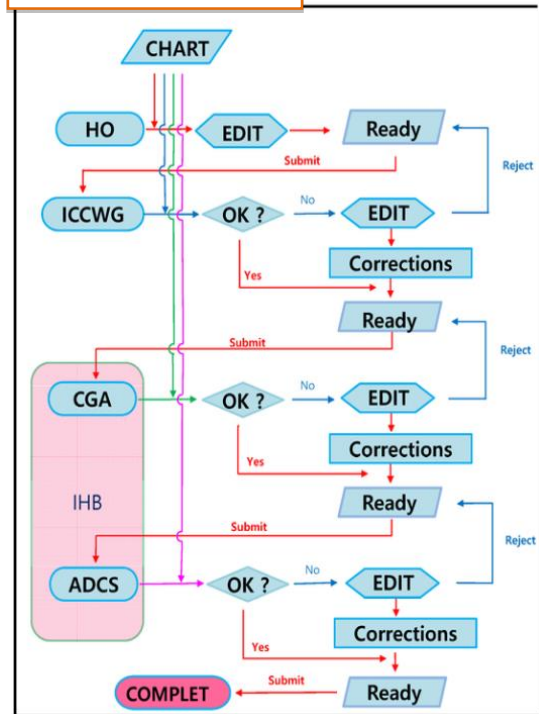 CHART
HO
EDIT
Ready
Submit
Reject
ICCWG
OK ?
No
EDIT
Yes
Corrections
Ready
Submit
Reject
CGA
OK ?
No
EDIT
Yes
Corrections
IHB
Ready
Submit
Reject
ADCS
OK ?
No
EDIT
Yes
Corrections
COMPLET
Submit
Ready